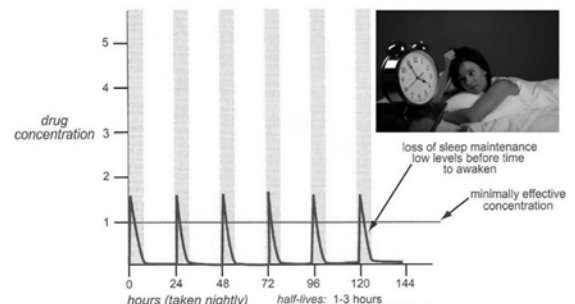 5
4
drug
concentration
3
2
1
loss of sleep maintenance
low levels before time
to awaken
minimally effective
concentration
0 24 48 72 96 120 144
hours (taken nightly) half-lives: 1-3 hours